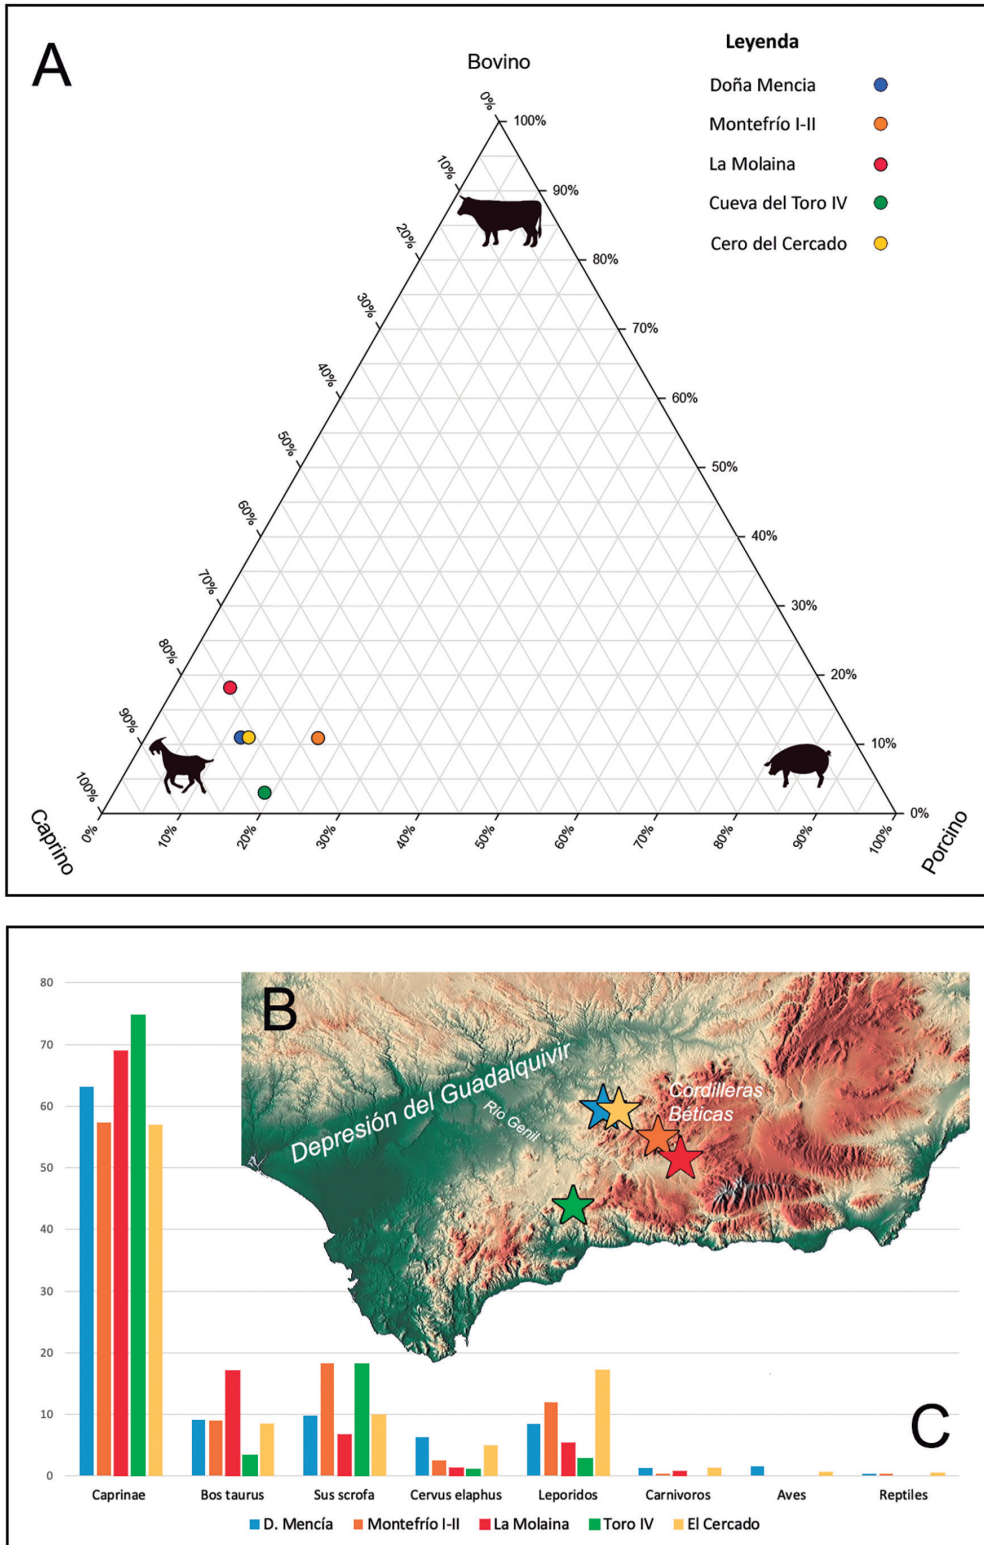 A
Leyenda
Doña Mencia
Montefrío I-II
La Molaina
Cueva del Toro IV
Cero del Cercado
Bovino
0%
10%
20%
30%
40%
50%
60%
70%
80%
90%
100%
100%
90%
80%
70%
60%
50%
40%
30%
20%
10%
0%
Caprino
Porcino
0%
10%
20%
30%
40%
50%
60%
70%
80%
90%
100%
B
Depresión del Guadalquivir
Río Genil
Cordilleras
Béticas
C
80
70
60
50
40
30
20
10
0
Caprinae
Bos taurus
Sus scrofa
Cervus elaphus
Leporidos
Carnivoros
Aves
Reptiles
D. Mencía
Montefrío I-II
La Molaina
Toro IV
El Cercado